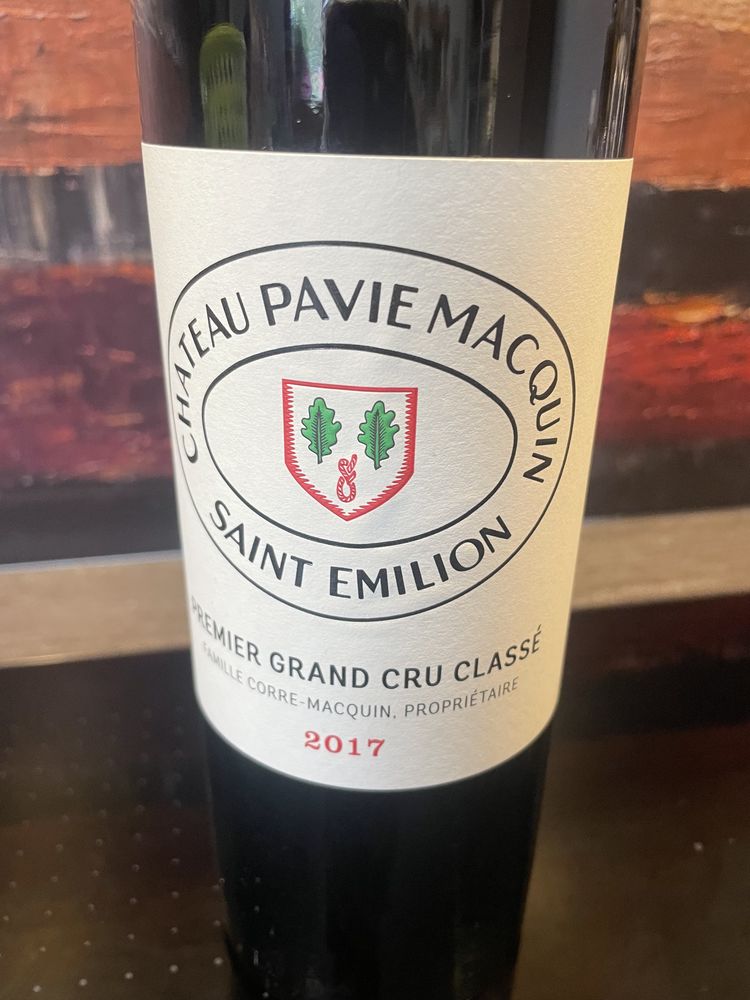 CHATEAU PAVIE MACQUIN
SAINT EMILION
PREMIER GRAND CRU CLASSÉ
FAMILLE CORRE-MACQUIN, PROPRIÉTAIRE
2017